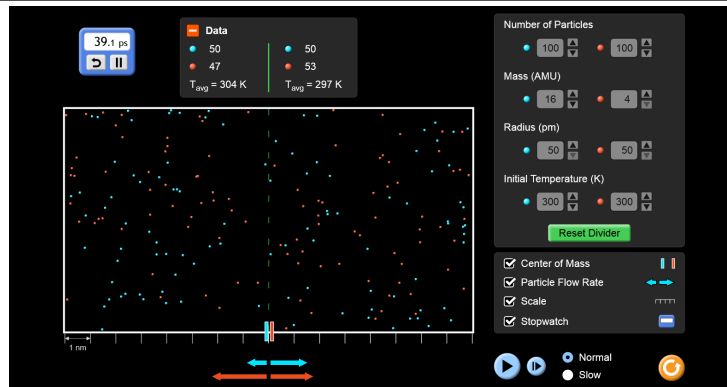 39.1 ps
Data
50 50
47 53
Tavg = 304 K Tavg = 297 K
1 nm
Number of Particles
100 100
Mass (AMU)
16 4
Radius (pm)
50 50
Initial Temperature (K)
300 300
Reset Divider
Center of Mass
Particle Flow Rate
Scale
Stopwatch
Normal
Slow